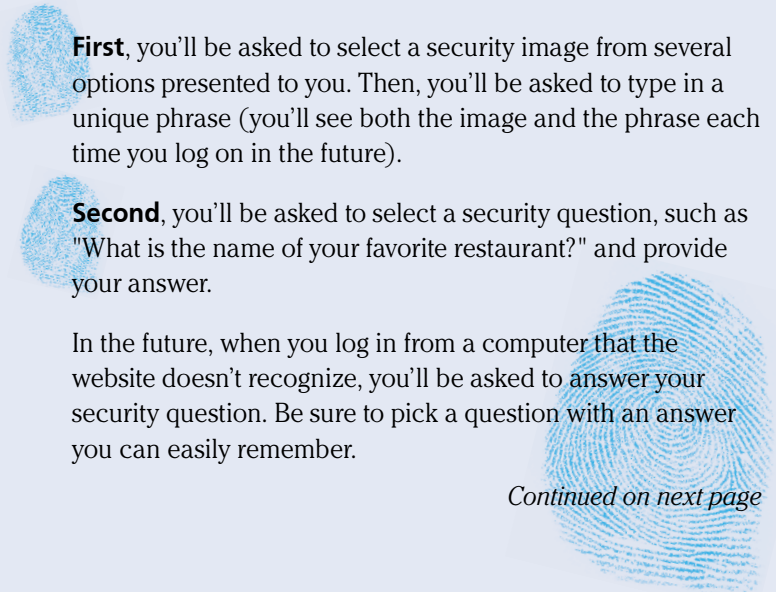 First, you’ll be asked to select a security image from several
options presented to you. Then, you’ll be asked to type in a
unique phrase (you’ll see both the image and the phrase each
time you log on in the future).
Second, you’ll be asked to select a security question, such as
"What is the name of your favorite restaurant?" and provide
your answer.
In the future, when you log in from a computer that the
website doesn’t recognize, you’ll be asked to answer your
security question. Be sure to pick a question with an answer
you can easily remember.
Continued on next page